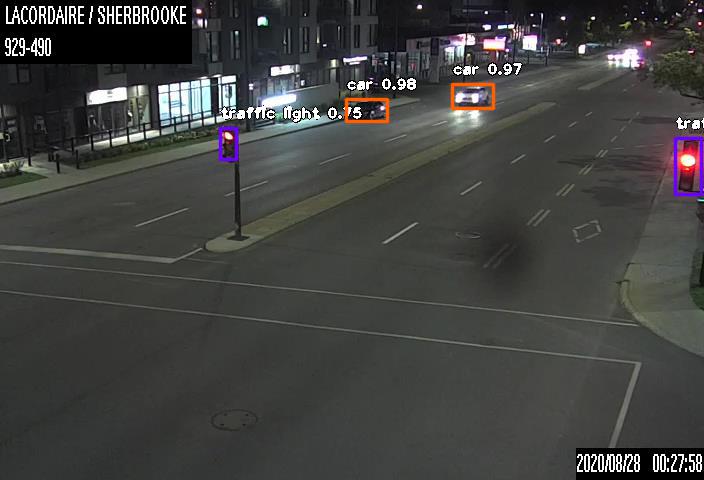 LACORDAIRE / SHERBROOKE
929-490
car 0.98
car 0.97
traffic light 0.75
traf
2020/08/28 00:27:58